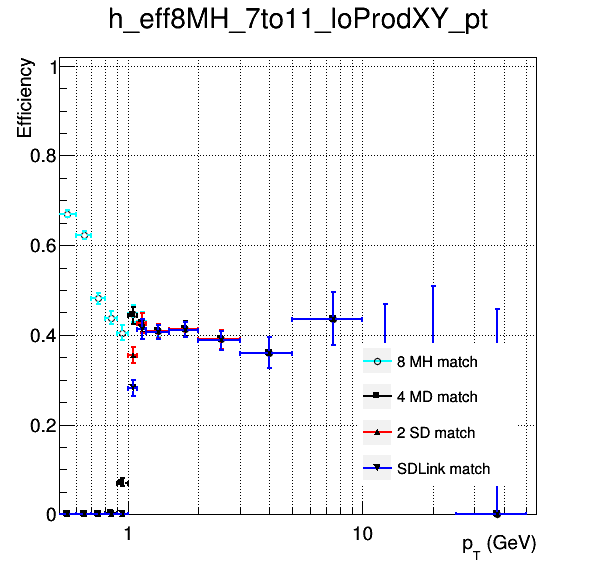 h_eff8MH_7to11_loProdXY_pt
Efficiency
1
0.8
0.6
0.4
0.2
0
8 MH match
4 MD match
2 SD match
SDLink match
1
10
p_T (GeV)